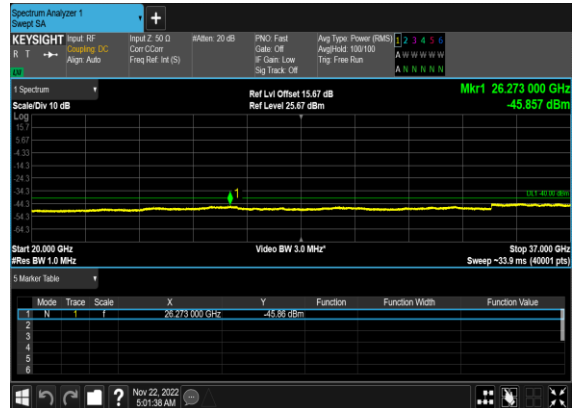 Spectrum Analyzer 1
Swept SA
+
KEYSIGHT Input: RF Input Z: 50 Ω #Atten: 20 dB PNO: Fast Avg Type: Power (RMS) 1 2 3 4 5 6
R T Coupling: DC Corr CCorr Gate: Off Avg|Hold: 100/100 A W W W W W
Align: Auto Freq Ref: Int (S) IF Gain: Low Trig: Free Run A N N N N N
Sig Track: Off
1 Spectrum Ref Lvl Offset 15.67 dB Mkr1 26.273 000 GHz
Scale/Div 10 dB Ref Level 25.67 dBm -45.857 dBm
Log
15.7
5.67
-4.33
-14.3
-24.3
-34.3 1 DL1 -40.00 dBm
-44.3
-54.3
-64.3
Start 20.000 GHz Video BW 3.0 MHz* Stop 37.000 GHz
#Res BW 1.0 MHz Sweep ~33.9 ms (40001 pts)
5 Marker Table
Mode Trace Scale X Y Function Function Width Function Value
1 N 1 f 26.273 000 GHz -45.86 dBm
2
3
4
5
6
? Nov 22, 2022
5:01:38 AM